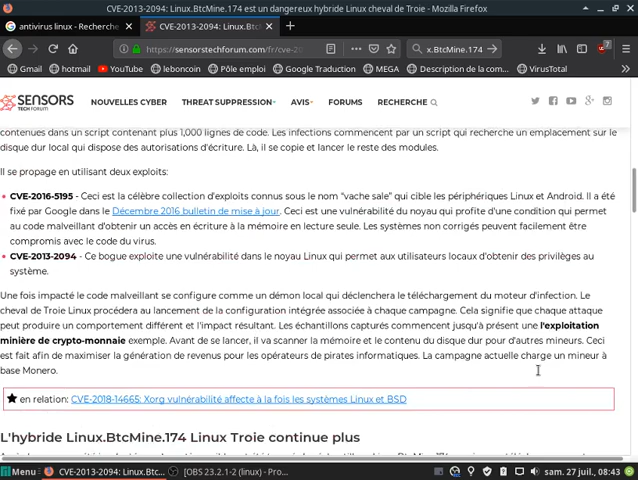 CVE-2013-2094: Linux.BtcMine.174 est un dangereux hybride Linux cheval de Troie - Mozilla Firefox
antivirus linux - Recherche
CVE-2013-2094: Linux.Btc
https://sensorstechforum.com/fr/cve-20
x.BtcMine.174
7
Gmail hotmail YouTube leboncoin Pôle emploi Google Traduction MEGA Description de la com... VirusTotal
SENSORS
TECH FORUM
NOUVELLES CYBER THREAT SUPPRESSION AVIS FORUMS RECHERCHE
contenues dans un script contenant plus 1,000 lignes de code. Les infections commencent par un script qui recherche un emplacement sur le
disque dur local qui dispose des autorisations d'écriture. Là, il se copie et lancer le reste des modules.
Il se propage en utilisant deux exploits:
CVE-2016-5195 - Ceci est la célèbre collection d'exploits connus sous le nom "vache sale" qui cible les périphériques Linux et Android. Il a été
fixé par Google dans le Décembre 2016 bulletin de mise à jour. Ceci est une vulnérabilité du noyau qui profite d'une condition qui permet
au code malveillant d'obtenir un accès en écriture à la mémoire en lecture seule. Les systèmes non corrigés peuvent facilement être
compromis avec le code du virus.
CVE-2013-2094 - Ce bogue exploite une vulnérabilité dans le noyau Linux qui permet aux utilisateurs locaux d'obtenir des privilèges au
système.
Une fois impacté le code malveillant se configure comme un démon local qui déclenchera le téléchargement du moteur d'infection. Le
cheval de Troie Linux procédera au lancement de la configuration intégrée associée à chaque campagne. Cela signifie que chaque attaque
peut produire un comportement différent et l'impact résultant. Les échantillons capturés commencent jusqu'à présent une l'exploitation
minière de crypto-monnaie exemple. Avant de se lancer, il va scanner la mémoire et le contenu du disque dur pour d'autres mineurs. Ceci
est fait afin de maximiser la génération de revenus pour les opérateurs de pirates informatiques. La campagne actuelle charge un mineur à
base Monero.
en relation: CVE-2018-14665: Xorg vulnérabilité affecte à la fois les systèmes Linux et BSD
L'hybride Linux.BtcMine.174 Linux Troie continue plus
Menu
CVE-2013-2094: Linux.Btc...
[OBS 23.2.1-2 (linux) - Pro...
sam. 27 juil., 08:43